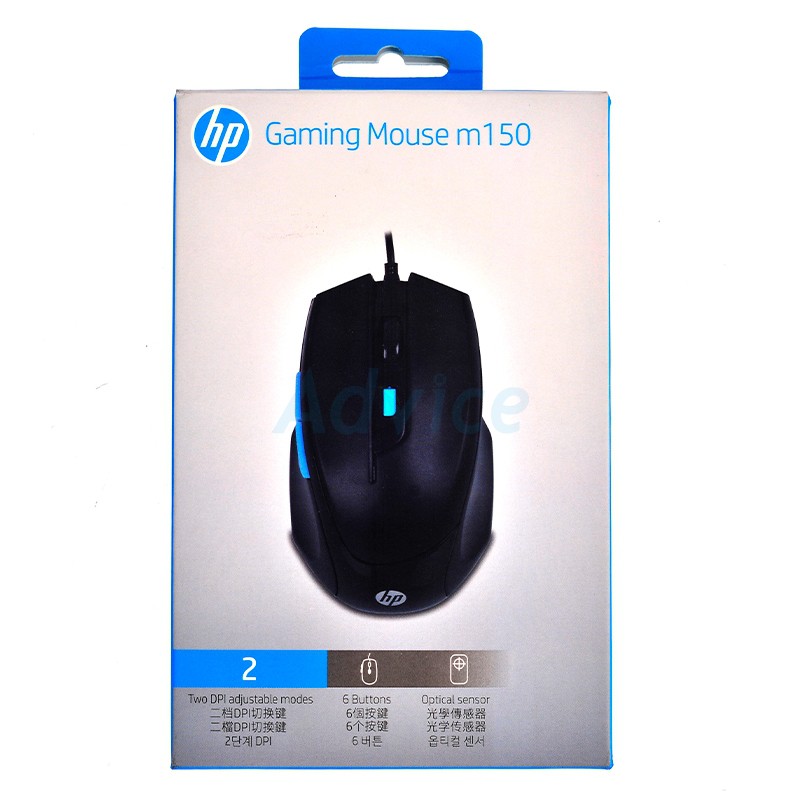 hp
Gaming Mouse m150
Advice
hp
2
Two DPI adjustable modes
二档DPI切换键
二檔DPI切換鍵
2단계 DPI
6 Buttons
6個按鍵
6个按键
6 버튼
Optical sensor
光學傳感器
光学传感器
옵티컬 센서